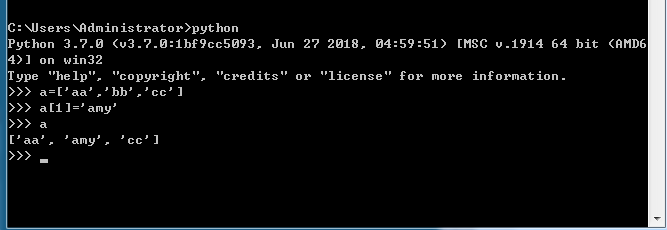 C:\Users\Administrator>python
Python 3.7.0 (v3.7.0:1bf9cc5093, Jun 27 2018, 04:59:51) [MSC v.1914 64 bit (AMD6
4)] on win32
Type "help", "copyright", "credits" or "license" for more information.
>>> a=['aa','bb','cc']
>>> a[1]='amy'
>>> a
['aa', 'amy', 'cc']
>>> _